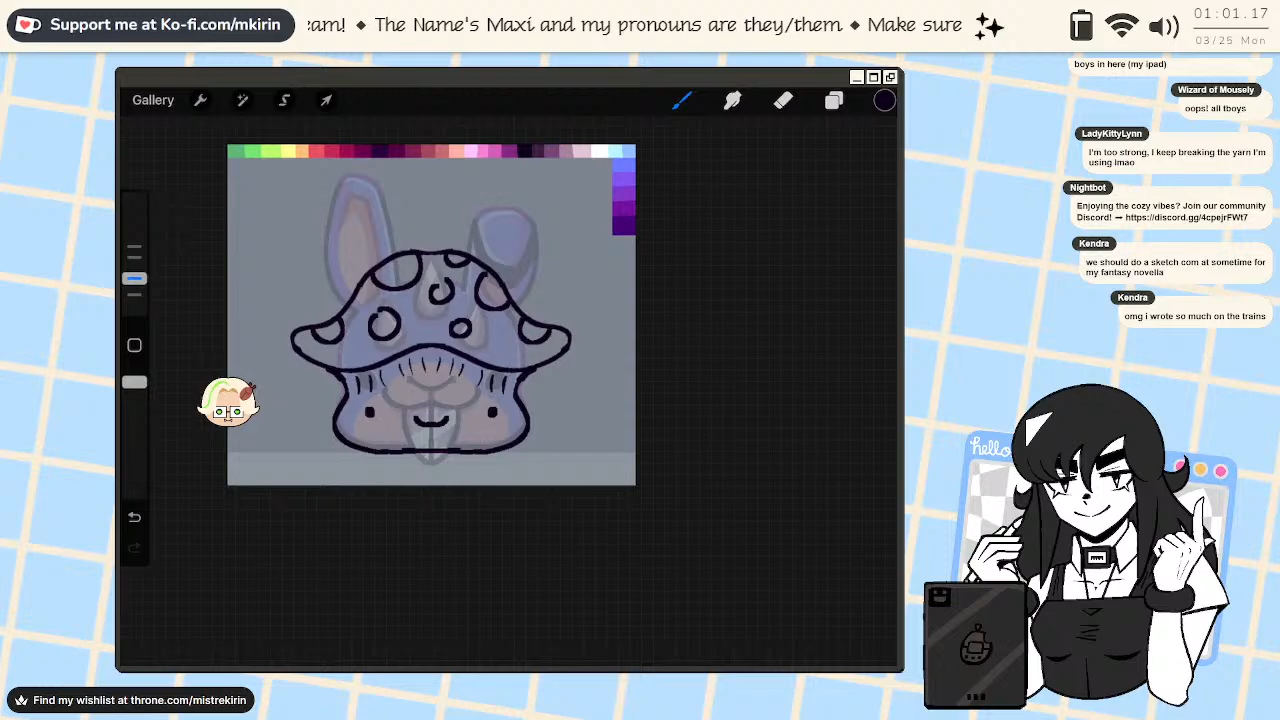 Support me at Ko-fi.com/mkirin
am! ◆ The Name's Maxi and my pronouns are they/them ◆ Make sure
01:01.17
03/25 Mon
Gallery
boys in here (my ipad)
Wizard of Mousely
oops! all tboys
LadyKittyLynn
I'm too strong, I keep breaking the yarn I'm
using lmao
Nightbot
Enjoying the cozy vibes? Join our community
Discord! ➞ https://discord.gg/4cpejrFWt7
Kendra
we should do a sketch com at sometime for
my fantasy novella
Kendra
omg i wrote so much on the trains
hello
Find my wishlist at throne.com/mistrekirin